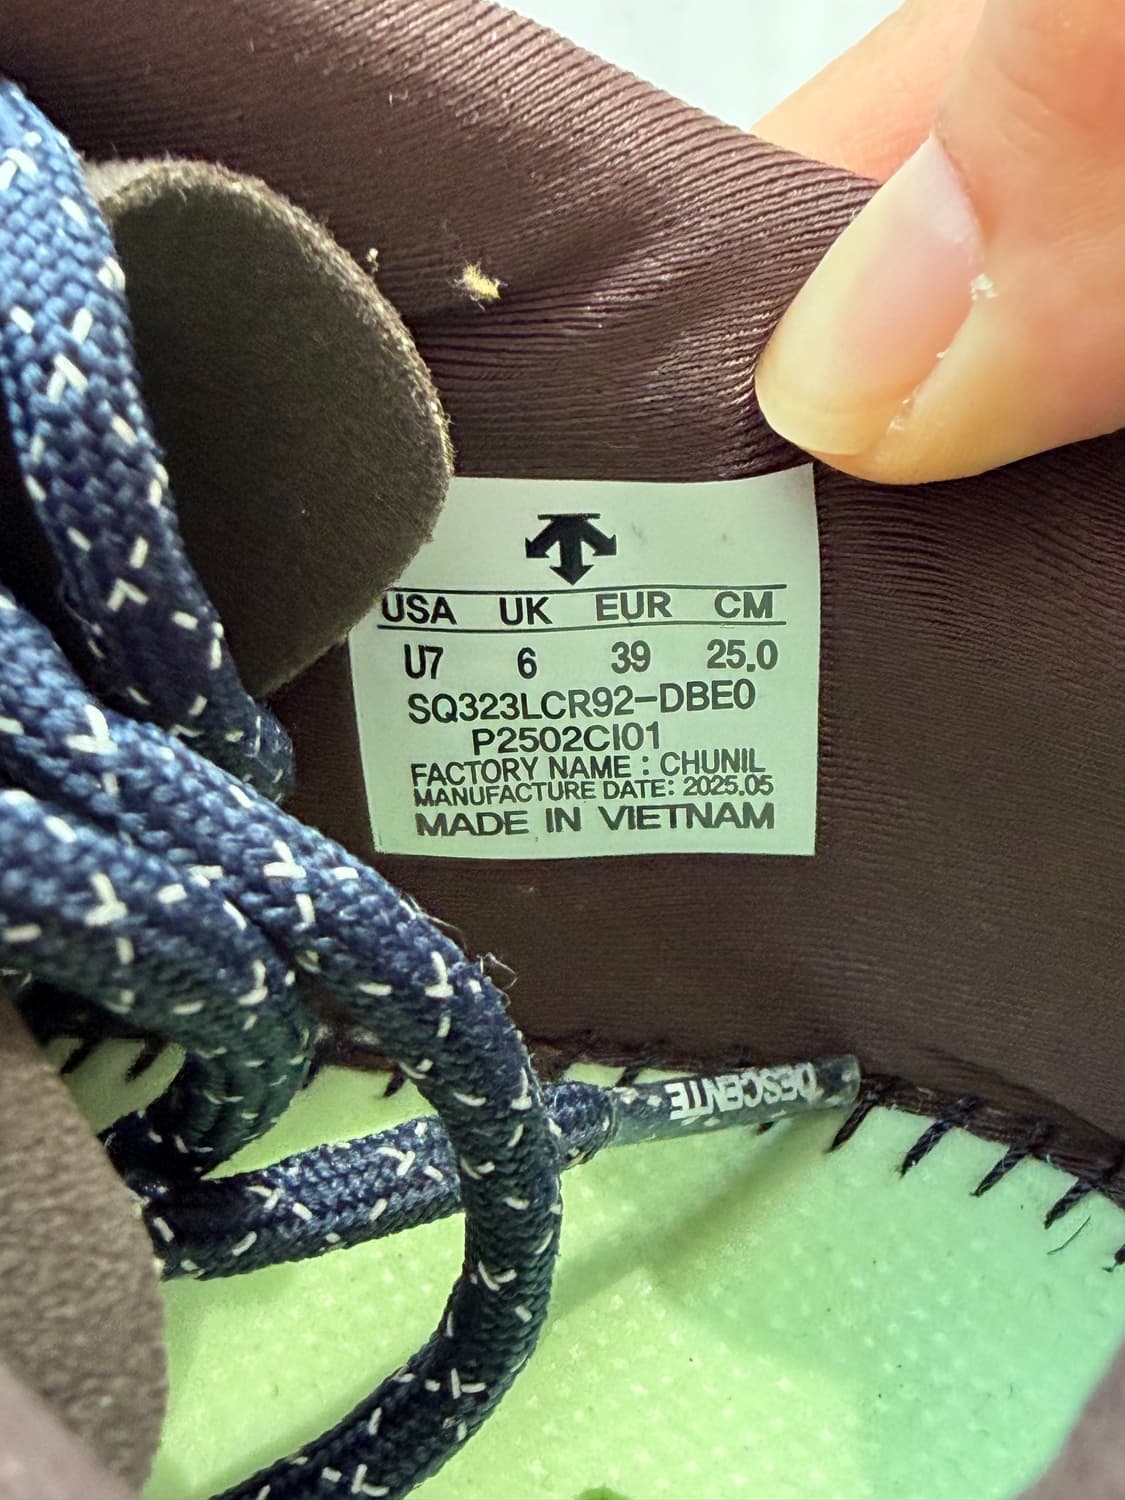 USA UK EUR CM
U7 6 39 25.0
SQ323LCR92-DBE0
P2502CI01
FACTORY NAME : CHUNIL
MANUFACTURE DATE: 2025.05
MADE IN VIETNAM
DESCENTE